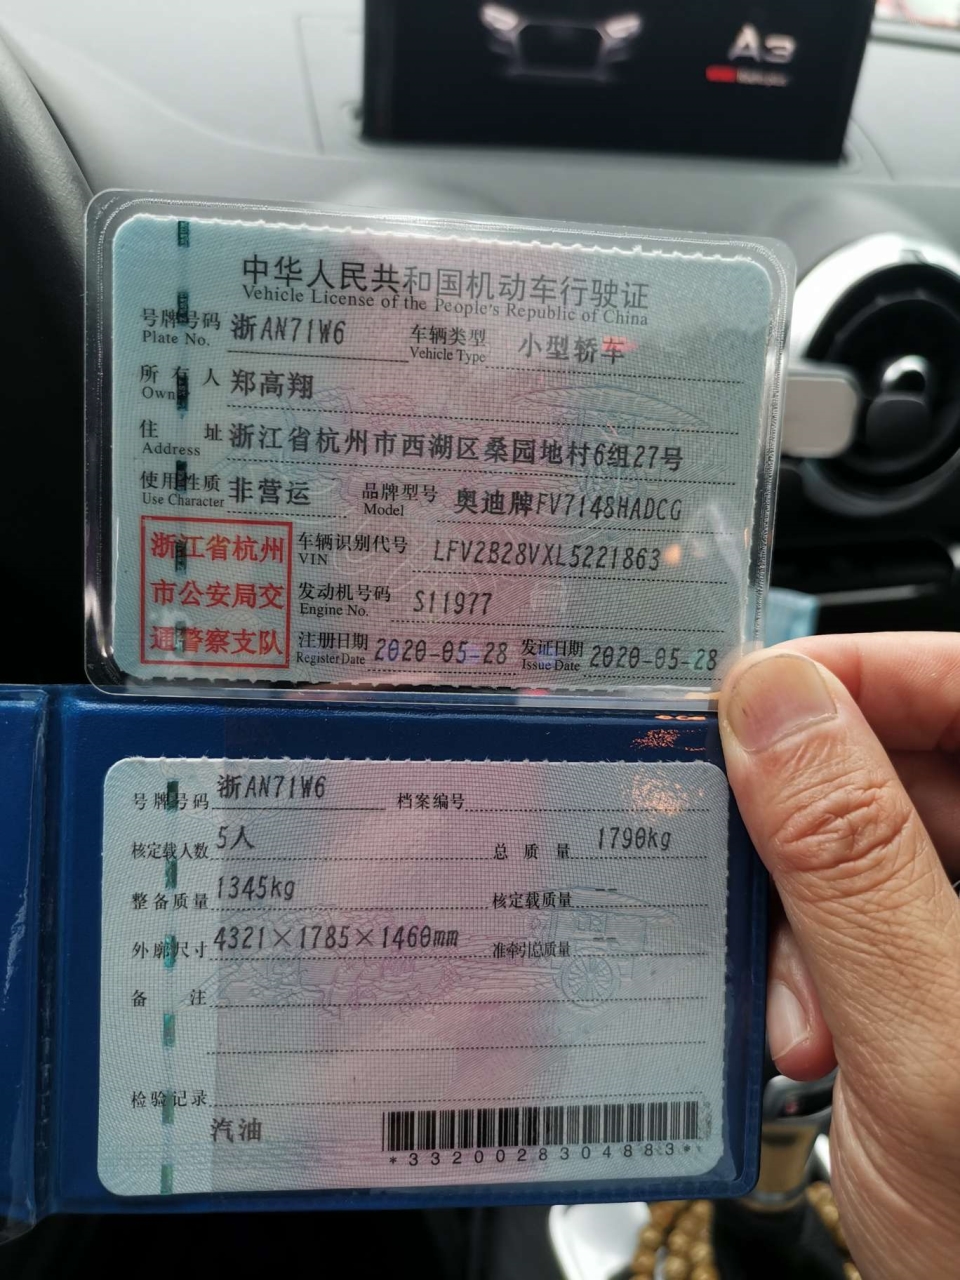 A3
中华人民共和国机动车行驶证
Vehicle License of the People's Republic of China
号牌号码 浙AN71W6 车辆类型 小型轿车
Plate No. Vehicle Type
所有人 郑高翔
Owner
住址 浙江省杭州市西湖区桑园地村6组27号
Address
使用性质 非营运 品牌型号 奥迪牌FV7148HADCG
Use Character Model
浙江省杭州
市公安局交
通警察支队
车辆识别代号 LFV2B28VXL5221863
VIN
发动机号码 S11977
Engine No.
注册日期 2020-05-28 发证日期 2020-05-28
Register Date Issue Date
号牌号码 浙AN71W6 档案编号
核定载人数 5人 总质量 1790kg
整备质量 1345kg 核定载质量 --
外廓尺寸 4321×1785×1460mm 准牵引总质量 --
备注
检验记录
汽油
*3320028304883*